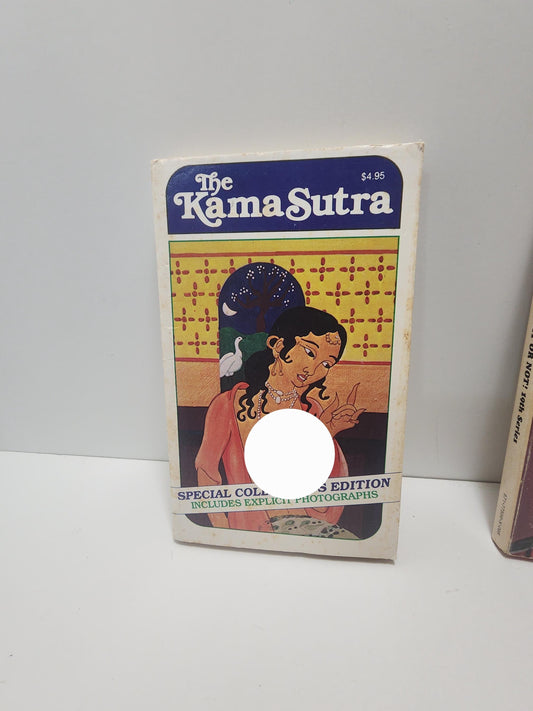 The
$4.95
Kama Sutra
SPECIAL EDITION
INCLUDES EXPLICIT PHOTOGRAPHS
OR NOT! 10th Series